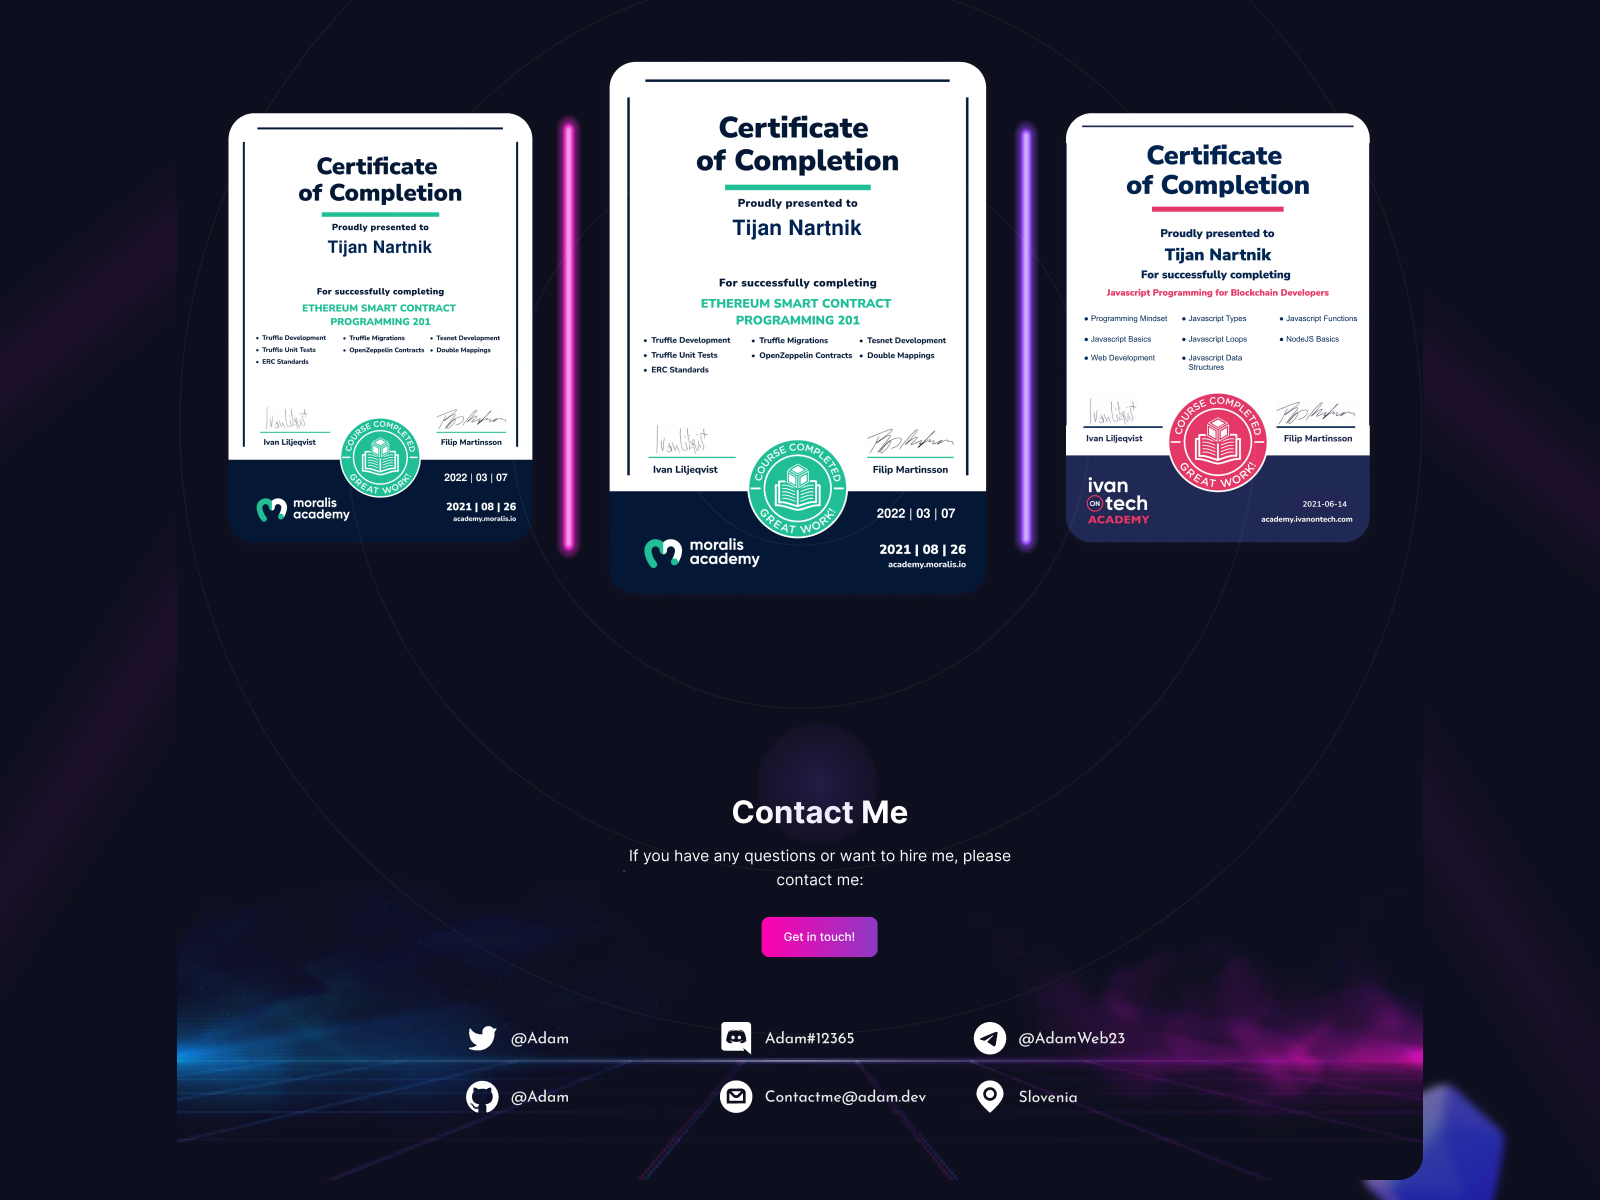 Certificate
of Completion
Proudly presented to
Tijan Nartnik
For successfully completing
ETHEREUM SMART CONTRACT
PROGRAMMING 201
• Truffle Development
• Truffle Migrations
• Tesnet Development
• Truffle Unit Tests
• OpenZeppelin Contracts
• Double Mappings
• ERC Standards
Ivan Liljeqvist
Filip Martinsson
COURSE COMPLETED
GREAT WORK!
2022 | 03 | 07
moralis
academy
2021 | 08 | 26
academy.moralis.io
Certificate
of Completion
Proudly presented to
Tijan Nartnik
For successfully completing
ETHEREUM SMART CONTRACT
PROGRAMMING 201
• Truffle Development
• Truffle Migrations
• Tesnet Development
• Truffle Unit Tests
• OpenZeppelin Contracts
• Double Mappings
• ERC Standards
Ivan Liljeqvist
Filip Martinsson
COURSE COMPLETED
GREAT WORK!
2022 | 03 | 07
moralis
academy
2021 | 08 | 26
academy.moralis.io
Certificate
of Completion
Proudly presented to
Tijan Nartnik
For successfully completing
Javascript Programming for Blockchain Developers
• Programming Mindset
• Javascript Types
• Javascript Functions
• Javascript Basics
• Javascript Loops
• NodeJS Basics
• Web Development
• Javascript Data
Structures
Ivan Liljeqvist
Filip Martinsson
COURSE COMPLETED
GREAT WORK!
ivan
ON tech
ACADEMY
2021-06-14
academy.ivanontech.com
Contact Me
If you have any questions or want to hire me, please
contact me:
Get in touch!
@Adam
Adam#12365
@AdamWeb23
@Adam
Contactme@adam.dev
Slovenia